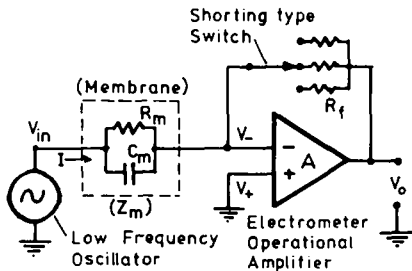 Shorting type
Switch
(Membrane)
Rm
Rf
Vin
Cm
I
V-
A
V+
Vo
(Zm)
Low Frequency
Oscillator
Electrometer
Operational
Amplifier